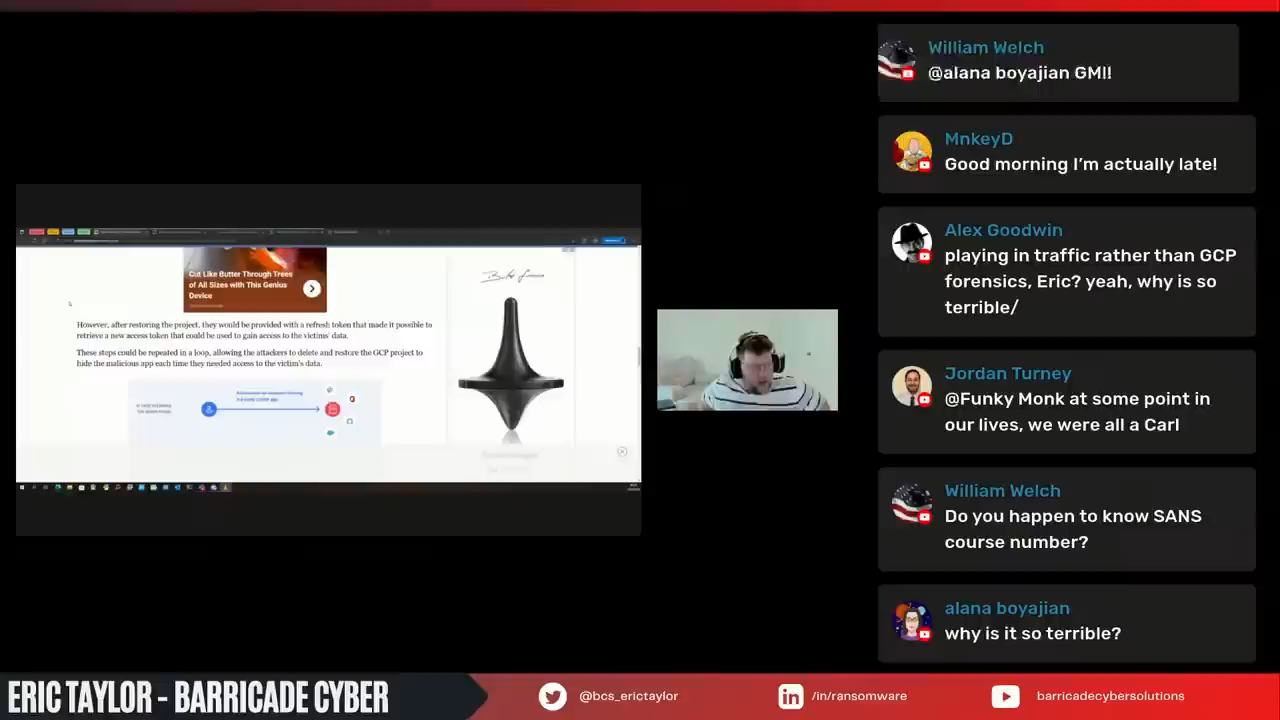 Cut Like Butter Through Trees
of All Sizes with This Genius
Device
However, after restoring the project, they would be provided with a refresh token that made it possible to
retrieve a new access token that could be used to gain access to the victims' data.
These steps could be repeated in a loop, allowing the attackers to delete and restore the GCP project to
hide the malicious app each time they needed access to the victim's data.
William Welch
@alana boyajian GM!!
MnkeyD
Good morning I'm actually late!
Alex Goodwin
playing in traffic rather than GCP
forensics, Eric? yeah, why is so
terrible/
Jordan Turney
@Funky Monk at some point in
our lives, we were all a Carl
William Welch
Do you happen to know SANS
course number?
alana boyajian
why is it so terrible?
ERIC TAYLOR - BARRICADE CYBER
@bcs_erictaylor
/in/ransomware
barricadecybersolutions